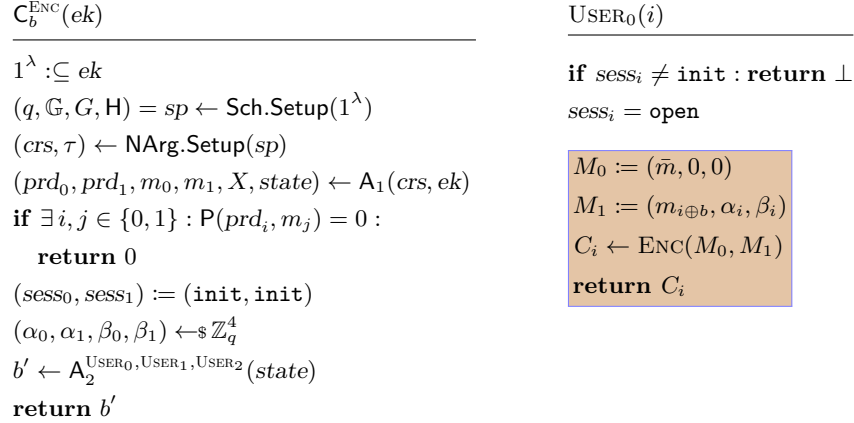 C_b^{ENC}(ek)
1^λ :⊆ ek
(q, 𝔾, G, H) = sp ← Sch.Setup(1^λ)
(crs, τ) ← NArg.Setup(sp)
(prd_0, prd_1, m_0, m_1, X, state) ← A_1(crs, ek)
if ∃ i, j ∈ {0, 1} : P(prd_i, m_j) = 0 :
return 0
(sess_0, sess_1) := (init, init)
(α_0, α_1, β_0, β_1) ←$ ℤ_q^4
b′ ← A_2^{USER_0, USER_1, USER_2}(state)
return b′
USER_0(i)
if sess_i ≠ init : return ⊥
sess_i = open
M_0 := (m̄, 0, 0)
M_1 := (m_{i⊕b}, α_i, β_i)
C_i ← ENC(M_0, M_1)
return C_i